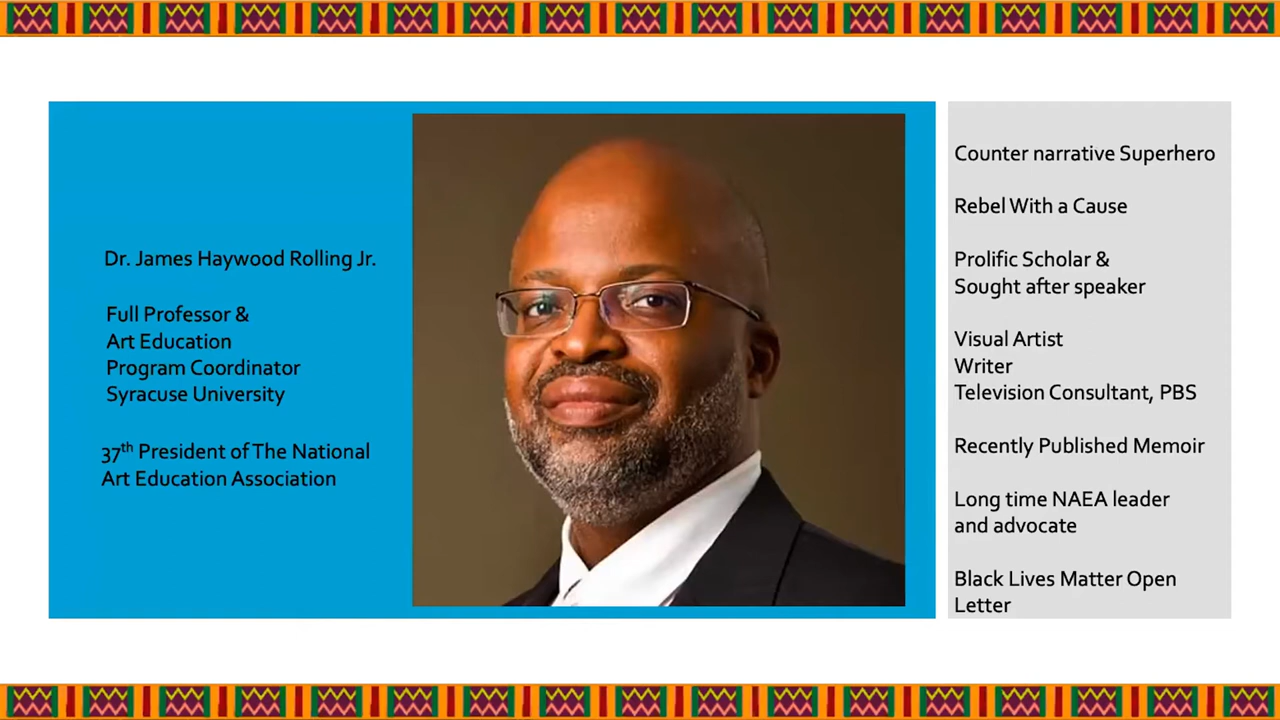 Dr. James Haywood Rolling Jr.
Full Professor &
Art Education
Program Coordinator
Syracuse University
37th President of The National
Art Education Association
Counter narrative Superhero
Rebel With a Cause
Prolific Scholar &
Sought after speaker
Visual Artist
Writer
Television Consultant, PBS
Recently Published Memoir
Long time NAEA leader
and advocate
Black Lives Matter Open
Letter